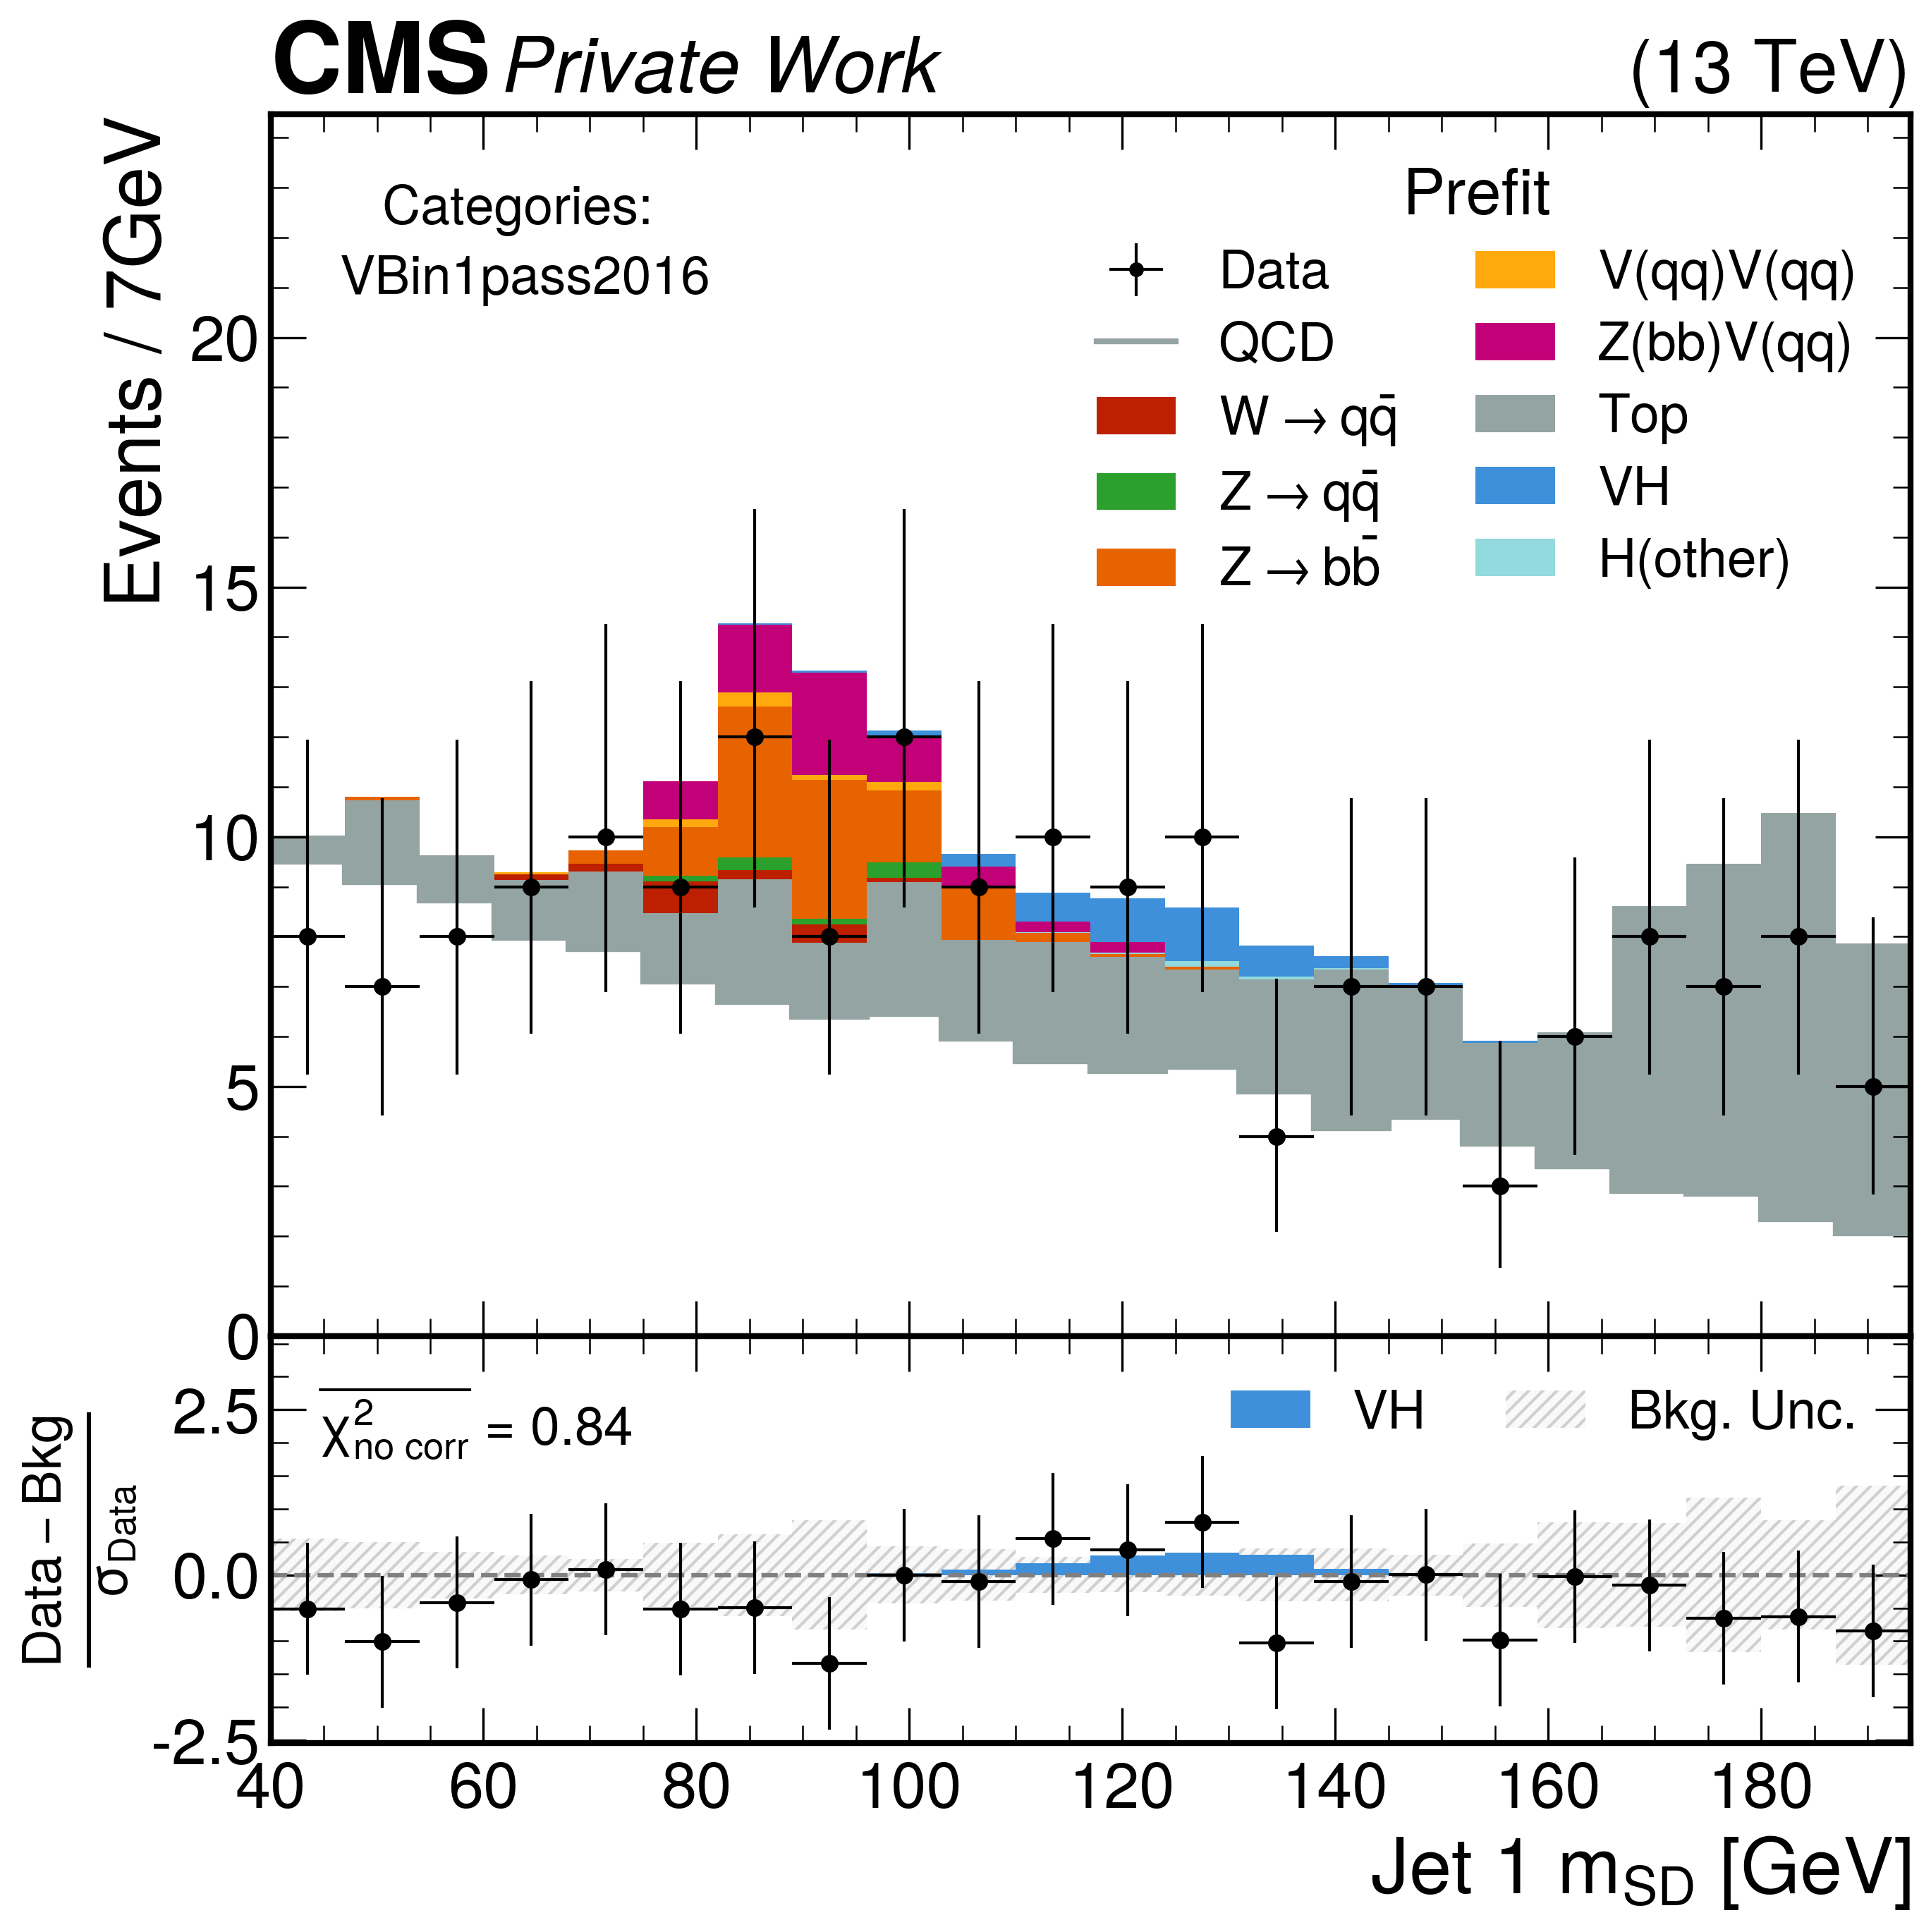 CMS Private Work (13 TeV)
Events / 7GeV
Categories:
VBin1pass2016
Prefit
Data
QCD
W → qq̄
Z → qq̄
Z → bb̄
V(qq)V(qq)
Z(bb)V(qq)
Top
VH
H(other)
20
15
10
5
0
Data – Bkg
σData
χ²no corr = 0.84
VH
Bkg. Unc.
2.5
0.0
-2.5
40 60 80 100 120 140 160 180
Jet 1 mSD [GeV]